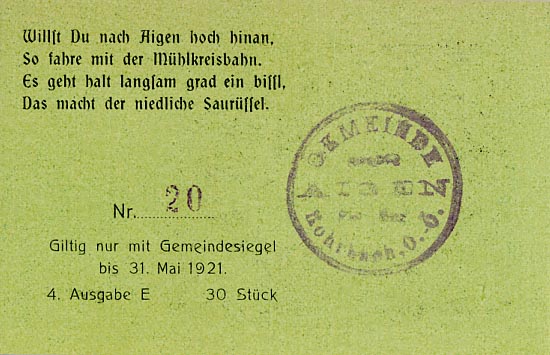 Willst Du nach Aigen hoch hinan,
So fahre mit der Mühlkreisbahn.
Es geht halt langsam grad ein bissl,
Das macht der niedliche Saurüssel.
GEMEINDE
AIGEN
Rohrbach, O.-Ö.
Nr. 20
Giltig nur mit Gemeindesiegel
bis 31. Mai 1921.
4. Ausgabe E 30 Stück